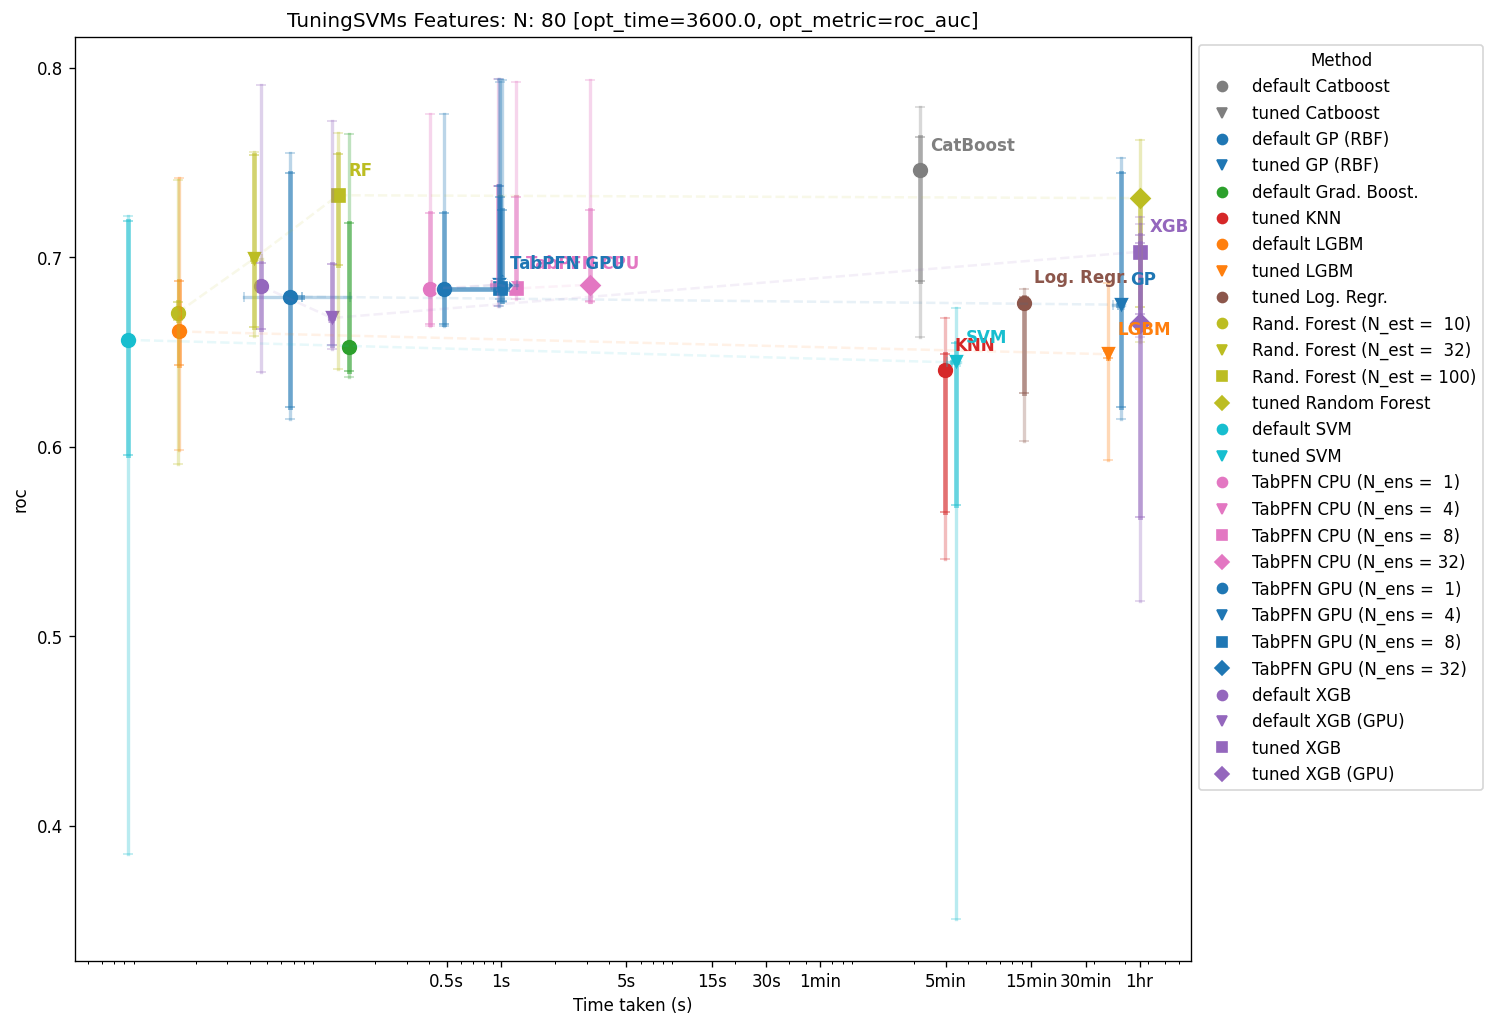 TuningSVMs Features: N: 80 [opt_time=3600.0, opt_metric=roc_auc]
0.8
0.7
0.6
0.5
0.4
roc
RF
TabPFN CPU
TabPFN GPU
CatBoost
XGB
Log. Regr.
GP
LGBM
SVM
KNN
0.5s
1s
5s
15s
30s
1min
5min
15min
30min
1hr
Time taken (s)
Method
default Catboost
tuned Catboost
default GP (RBF)
tuned GP (RBF)
default Grad. Boost.
tuned KNN
default LGBM
tuned LGBM
tuned Log. Regr.
Rand. Forest (N_est =  10)
Rand. Forest (N_est =  32)
Rand. Forest (N_est = 100)
tuned Random Forest
default SVM
tuned SVM
TabPFN CPU (N_ens =  1)
TabPFN CPU (N_ens =  4)
TabPFN CPU (N_ens =  8)
TabPFN CPU (N_ens = 32)
TabPFN GPU (N_ens =  1)
TabPFN GPU (N_ens =  4)
TabPFN GPU (N_ens =  8)
TabPFN GPU (N_ens = 32)
default XGB
default XGB (GPU)
tuned XGB
tuned XGB (GPU)